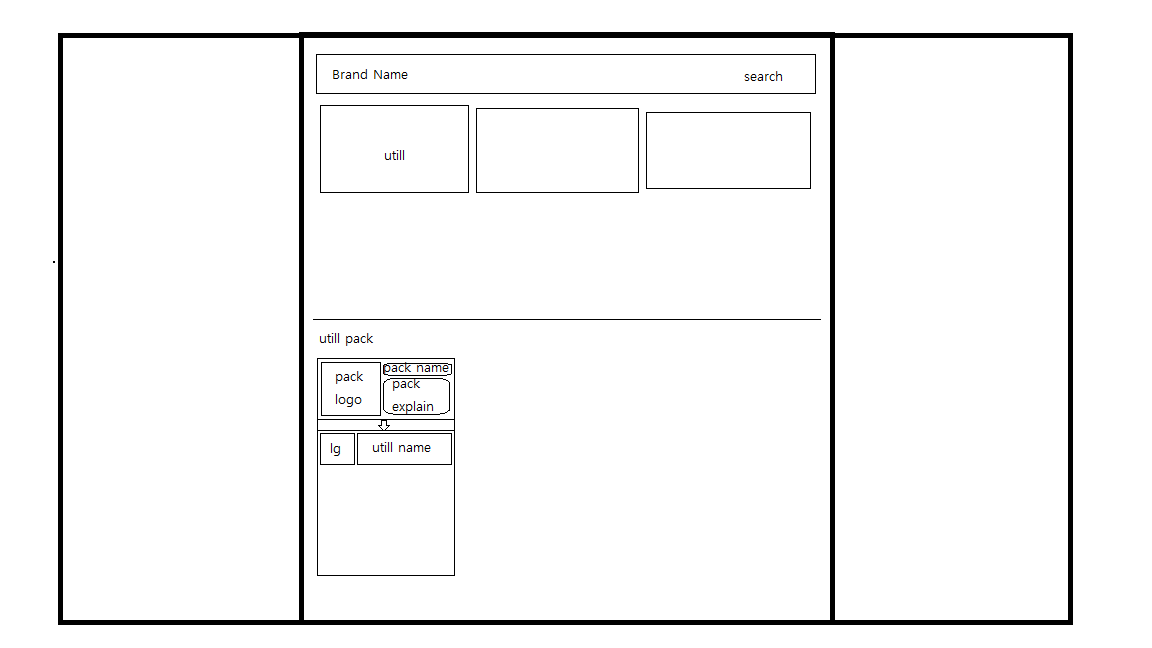 Brand Name
search
utill
utill pack
pack
logo
pack name
pack
explain
lg
utill name